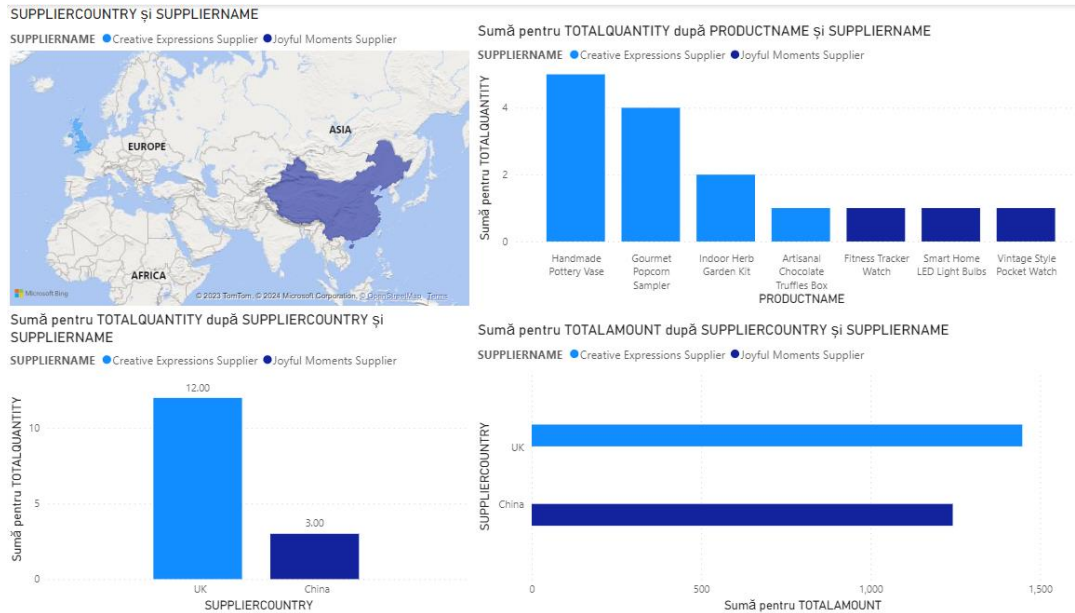 SUPPLIERCOUNTRY și SUPPLIERNAME
SUPPLIERNAME Creative Expressions Supplier Joyful Moments Supplier
ASIA
EUROPE
AFRICA
Microsoft Bing
© 2023 TomTom, © 2024 Microsoft Corporation, © OpenStreetMap Terms
Sumă pentru TOTALQUANTITY după PRODUCTNAME și SUPPLIERNAME
SUPPLIERNAME Creative Expressions Supplier Joyful Moments Supplier
Sumă pentru TOTALQUANTITY
4
2
0
Handmade Pottery Vase
Gourmet Popcorn Sampler
Indoor Herb Garden Kit
Artisanal Chocolate Truffles Box
Fitness Tracker Watch
Smart Home LED Light Bulbs
Vintage Style Pocket Watch
PRODUCTNAME
Sumă pentru TOTALQUANTITY după SUPPLIERCOUNTRY și
SUPPLIERNAME
SUPPLIERNAME Creative Expressions Supplier Joyful Moments Supplier
Sumă pentru TOTALQUANTITY
12.00
10
5
3.00
0
UK China
SUPPLIERCOUNTRY
Sumă pentru TOTALAMOUNT după SUPPLIERCOUNTRY și SUPPLIERNAME
SUPPLIERNAME Creative Expressions Supplier Joyful Moments Supplier
SUPPLIERCOUNTRY
UK
China
0 500 1,000 1,500
Sumă pentru TOTALAMOUNT